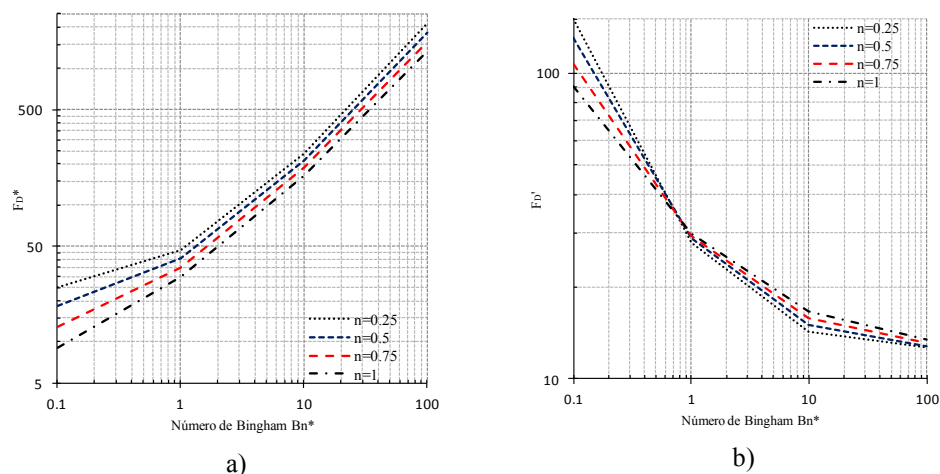 500
50
5
0.1
1
10
100
F_D*
Número de Bingham Bn*
n=0.25
n=0.5
n=0.75
n=1
a)
100
10
0.1
1
10
100
F_D'
Número de Bingham Bn*
n=0.25
n=0.5
n=0.75
n=1
b)